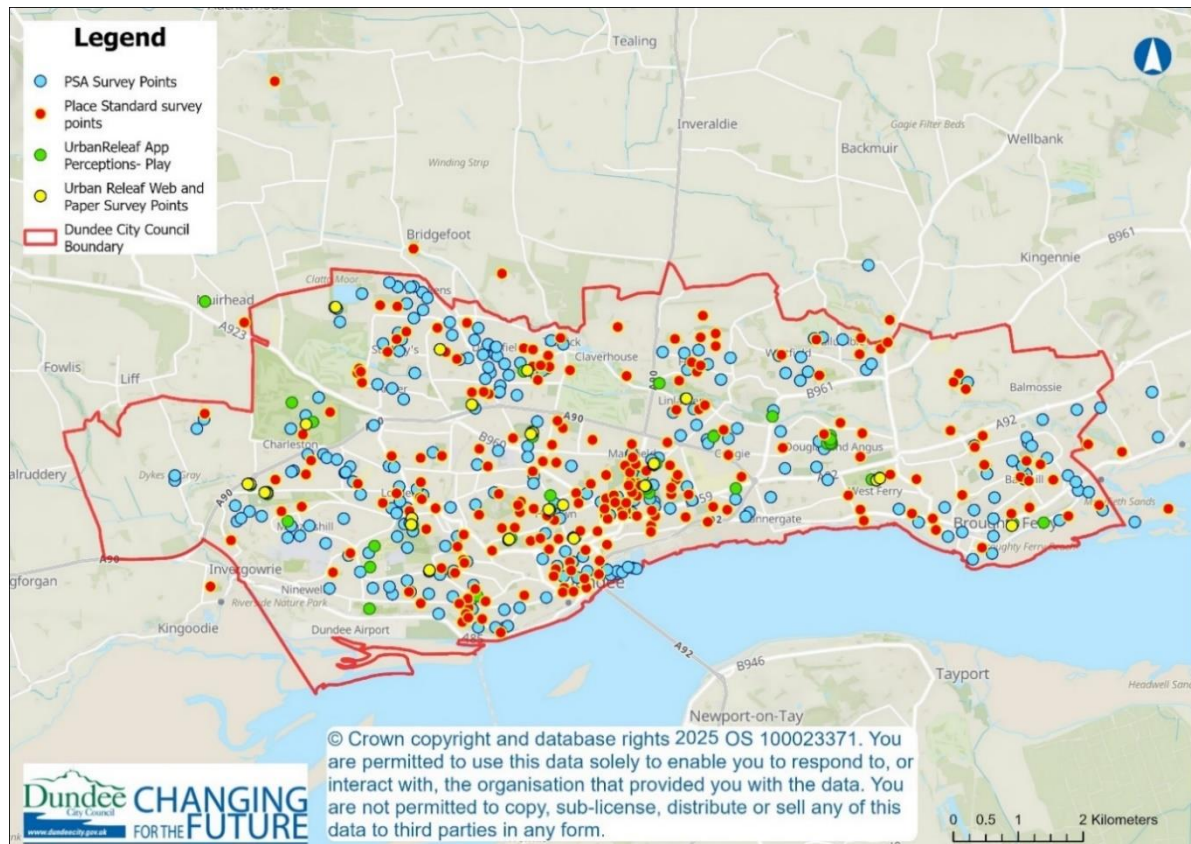 Legend
PSA Survey Points
Place Standard survey
points
UrbanReleaf App
Perceptions- Play
Urban Releaf Web and
Paper Survey Points
Dundee City Council
Boundary
Tealing
Inveraldie
Gagie Filter Beds
Wellbank
Backmuir
Winding Strip
Bridgefoot
B961
Kingennie
Clatto Moor
Muirhead
A923
Claverhouse
A90
Fowlis
Liff
B961
Balmossie
A92
A90
B960
Charleston
Dykes Gray
A90
West Ferry
A90
Invergowrie
Riverside Nature Park
Kingoodie
Dundee Airport
A92
B946
Tayport
Newport-on-Tay
© Crown copyright and database rights 2025 OS 100023371. You
are permitted to use this data solely to enable you to respond to, or
interact with, the organisation that provided you with the data. You
are not permitted to copy, sub-license, distribute or sell any of this
data to third parties in any form.
Dundee
City Council
www.dundeecity.gov.uk
CHANGING
FOR THE FUTURE
0 0.5 1 2 Kilometers